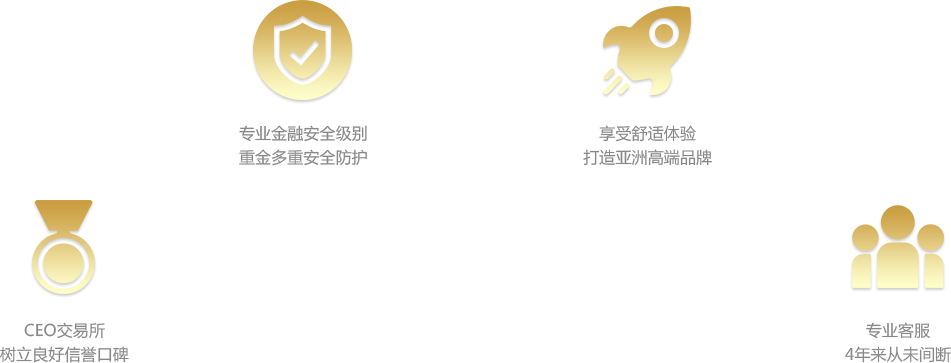 专业金融安全级别
重金多重安全防护
享受舒适体验
打造亚洲高端品牌
CEO交易所
树立良好信誉口碑
专业客服
4年来从未间断